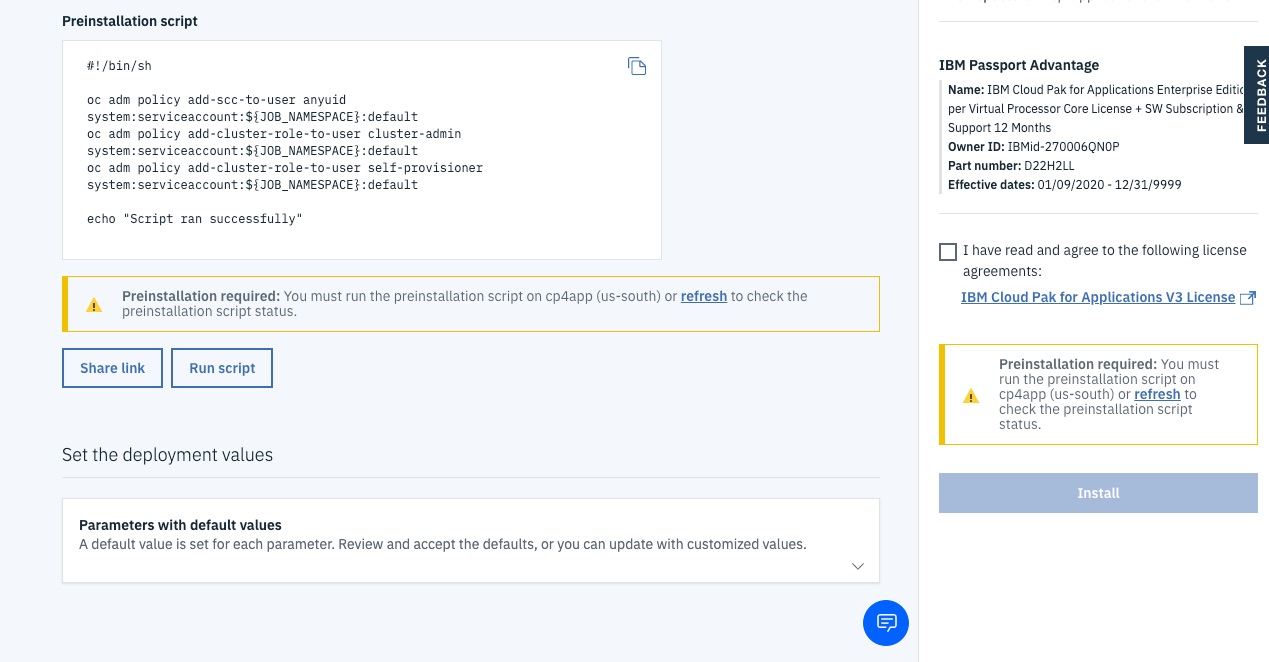 Preinstallation script
#!/bin/sh
oc adm policy add-scc-to-user anyuid
system:serviceaccount:${JOB_NAMESPACE}:default
oc adm policy add-cluster-role-to-user cluster-admin
system:serviceaccount:${JOB_NAMESPACE}:default
oc adm policy add-cluster-role-to-user self-provisioner
system:serviceaccount:${JOB_NAMESPACE}:default
echo "Script ran successfully"
Preinstallation required: You must run the preinstallation script on cp4app (us-south) or refresh to check the
preinstallation script status.
Share link
Run script
Set the deployment values
Parameters with default values
A default value is set for each parameter. Review and accept the defaults, or you can update with customized values.
IBM Passport Advantage
Name: IBM Cloud Pak for Applications Enterprise
per Virtual Processor Core License + SW Subscription &
Support 12 Months
Owner ID: IBMid-270006QN0P
Part number: D22H2LL
Effective dates: 01/09/2020 - 12/31/9999
FEEDBACK
I have read and agree to the following license
agreements:
IBM Cloud Pak for Applications V3 License
Preinstallation required: You must
run the preinstallation script on
cp4app (us-south) or refresh to
check the preinstallation script
status.
Install